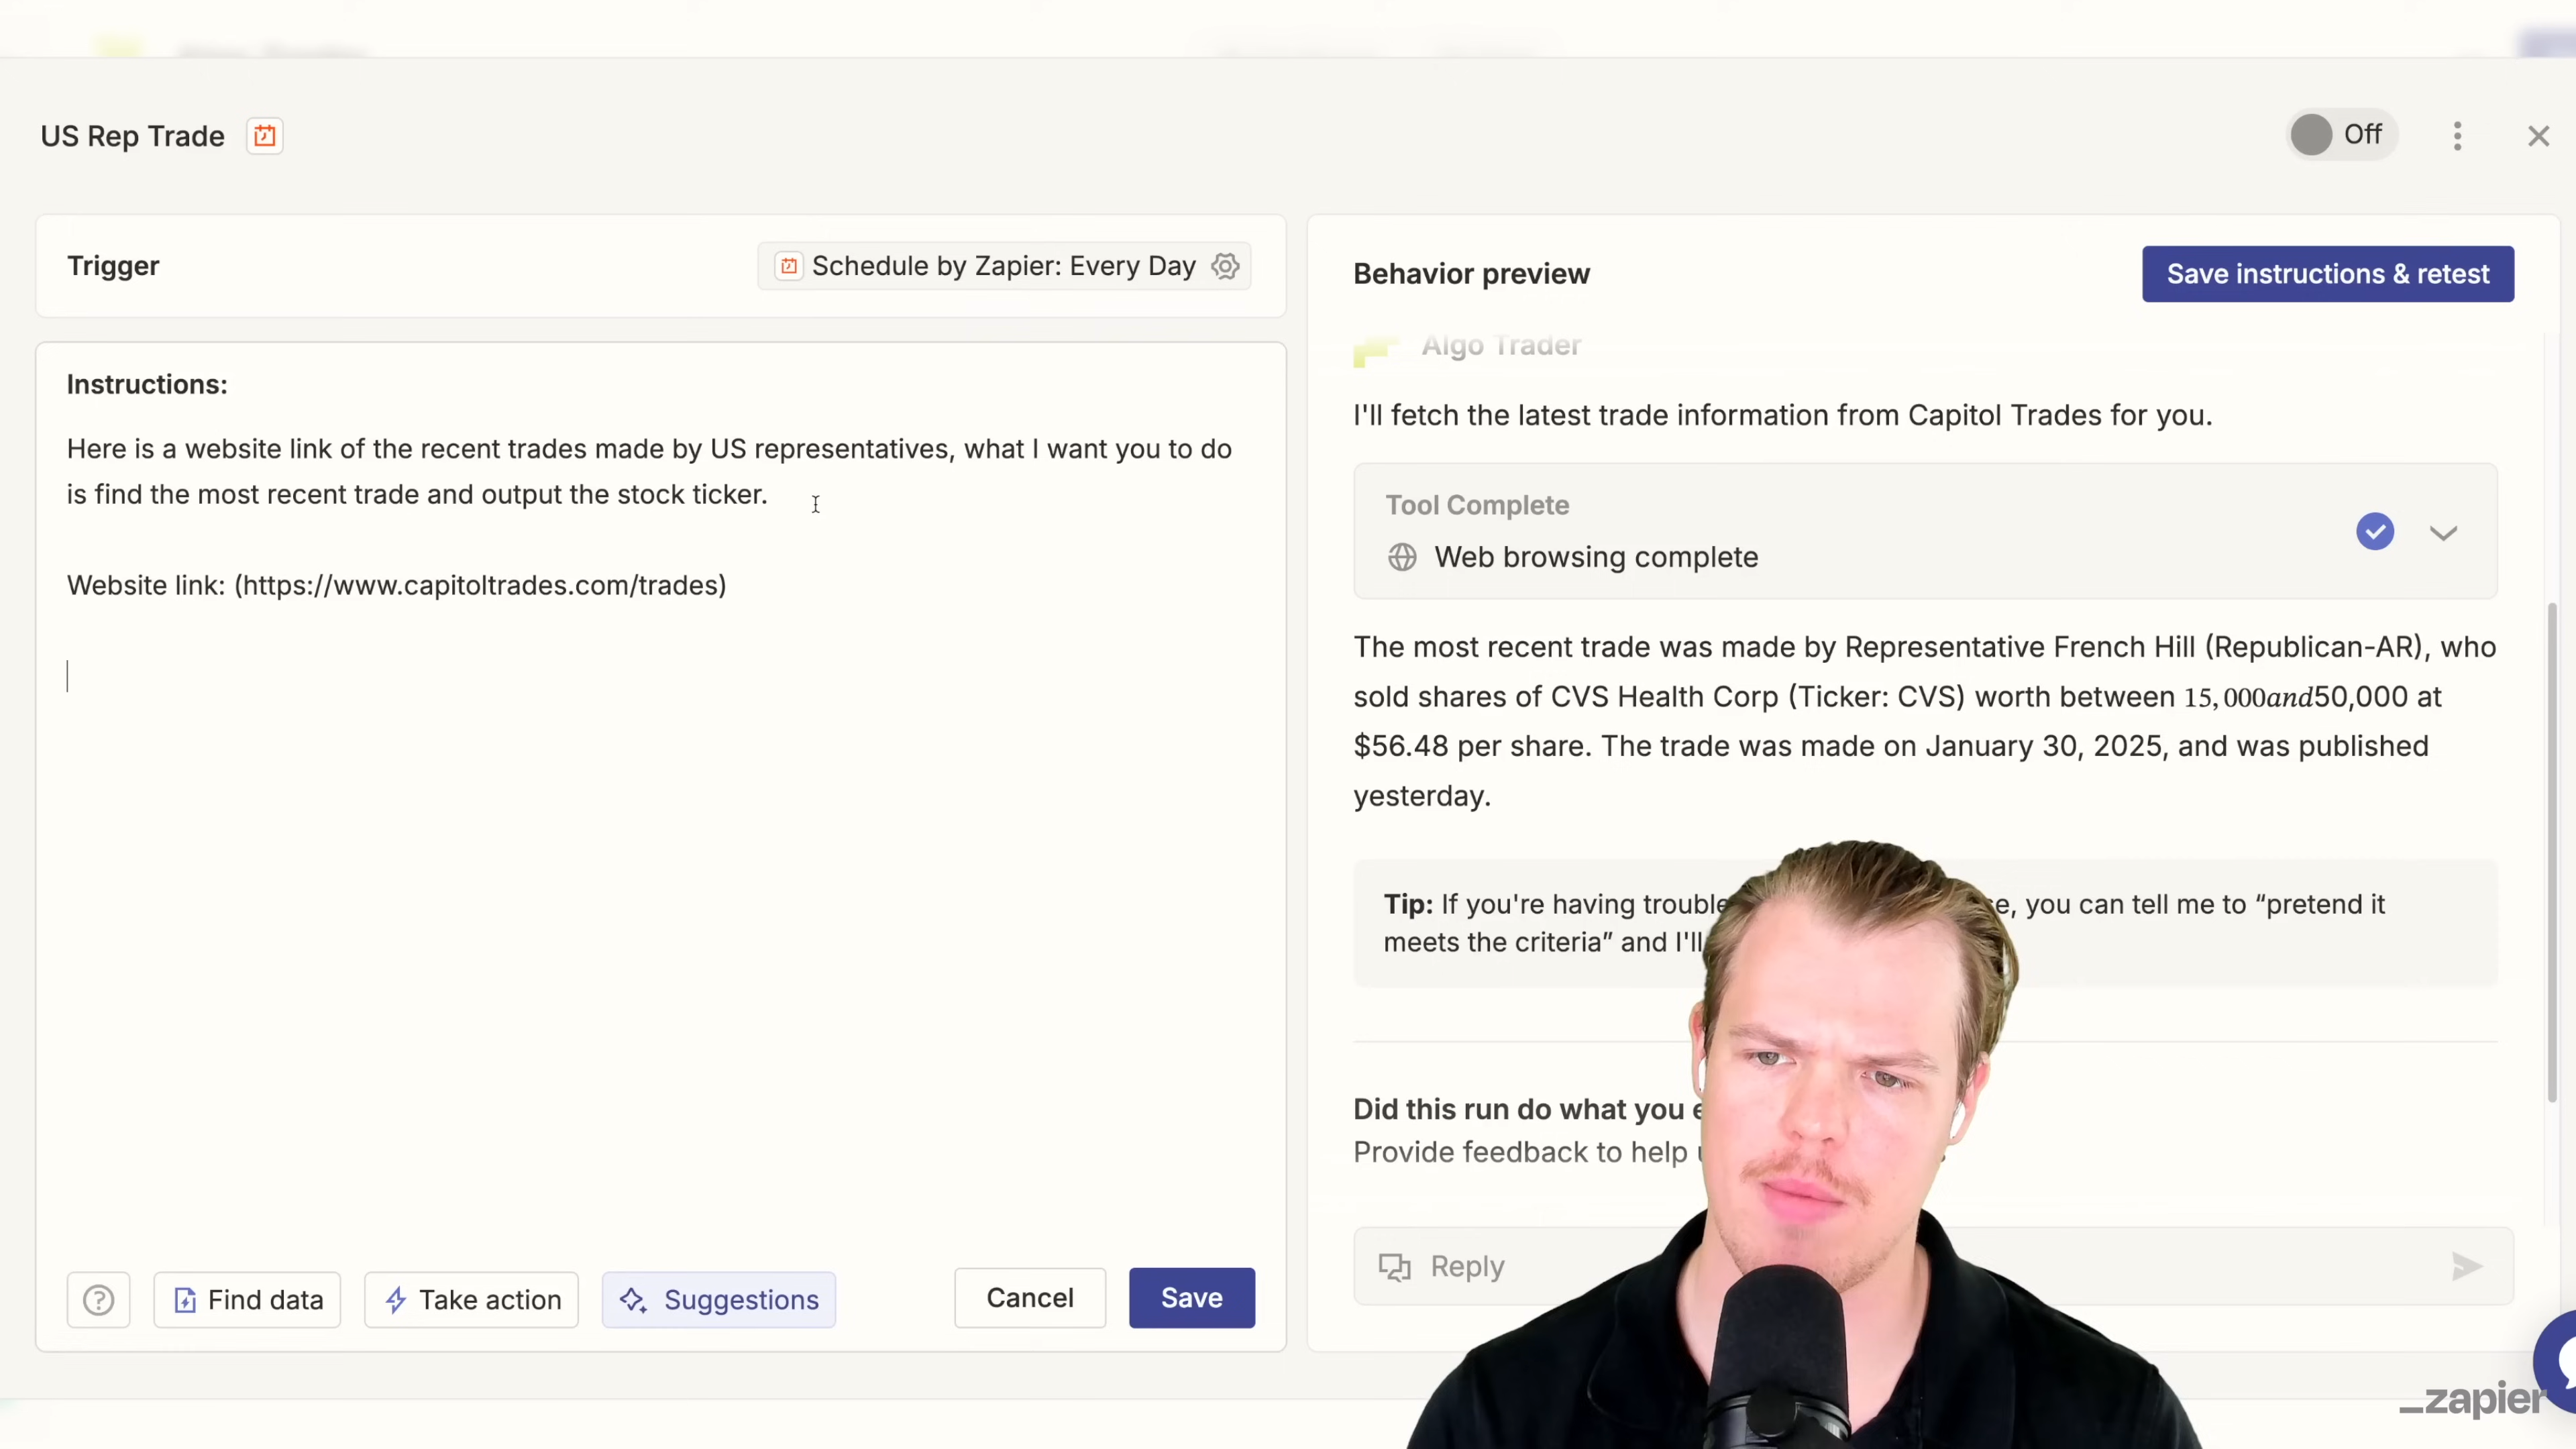 US Rep Trade
Off
Trigger
Schedule by Zapier: Every Day
Instructions:
Here is a website link of the recent trades made by US representatives, what I want you to do
is find the most recent trade and output the stock ticker.
Website link: (https://www.capitoltrades.com/trades)
Find data
Take action
Suggestions
Cancel
Save
Behavior preview
Save instructions & retest
Algo Trader
I'll fetch the latest trade information from Capitol Trades for you.
Tool Complete
Web browsing complete
The most recent trade was made by Representative French Hill (Republican-AR), who
sold shares of CVS Health Corp (Ticker: CVS) worth between 15,000and50,000 at
$56.48 per share. The trade was made on January 30, 2025, and was published
yesterday.
Tip: If you're having trouble you can tell me to “pretend it
meets the criteria” and I'll
Did this run do what you
Provide feedback to help
Reply
zapier